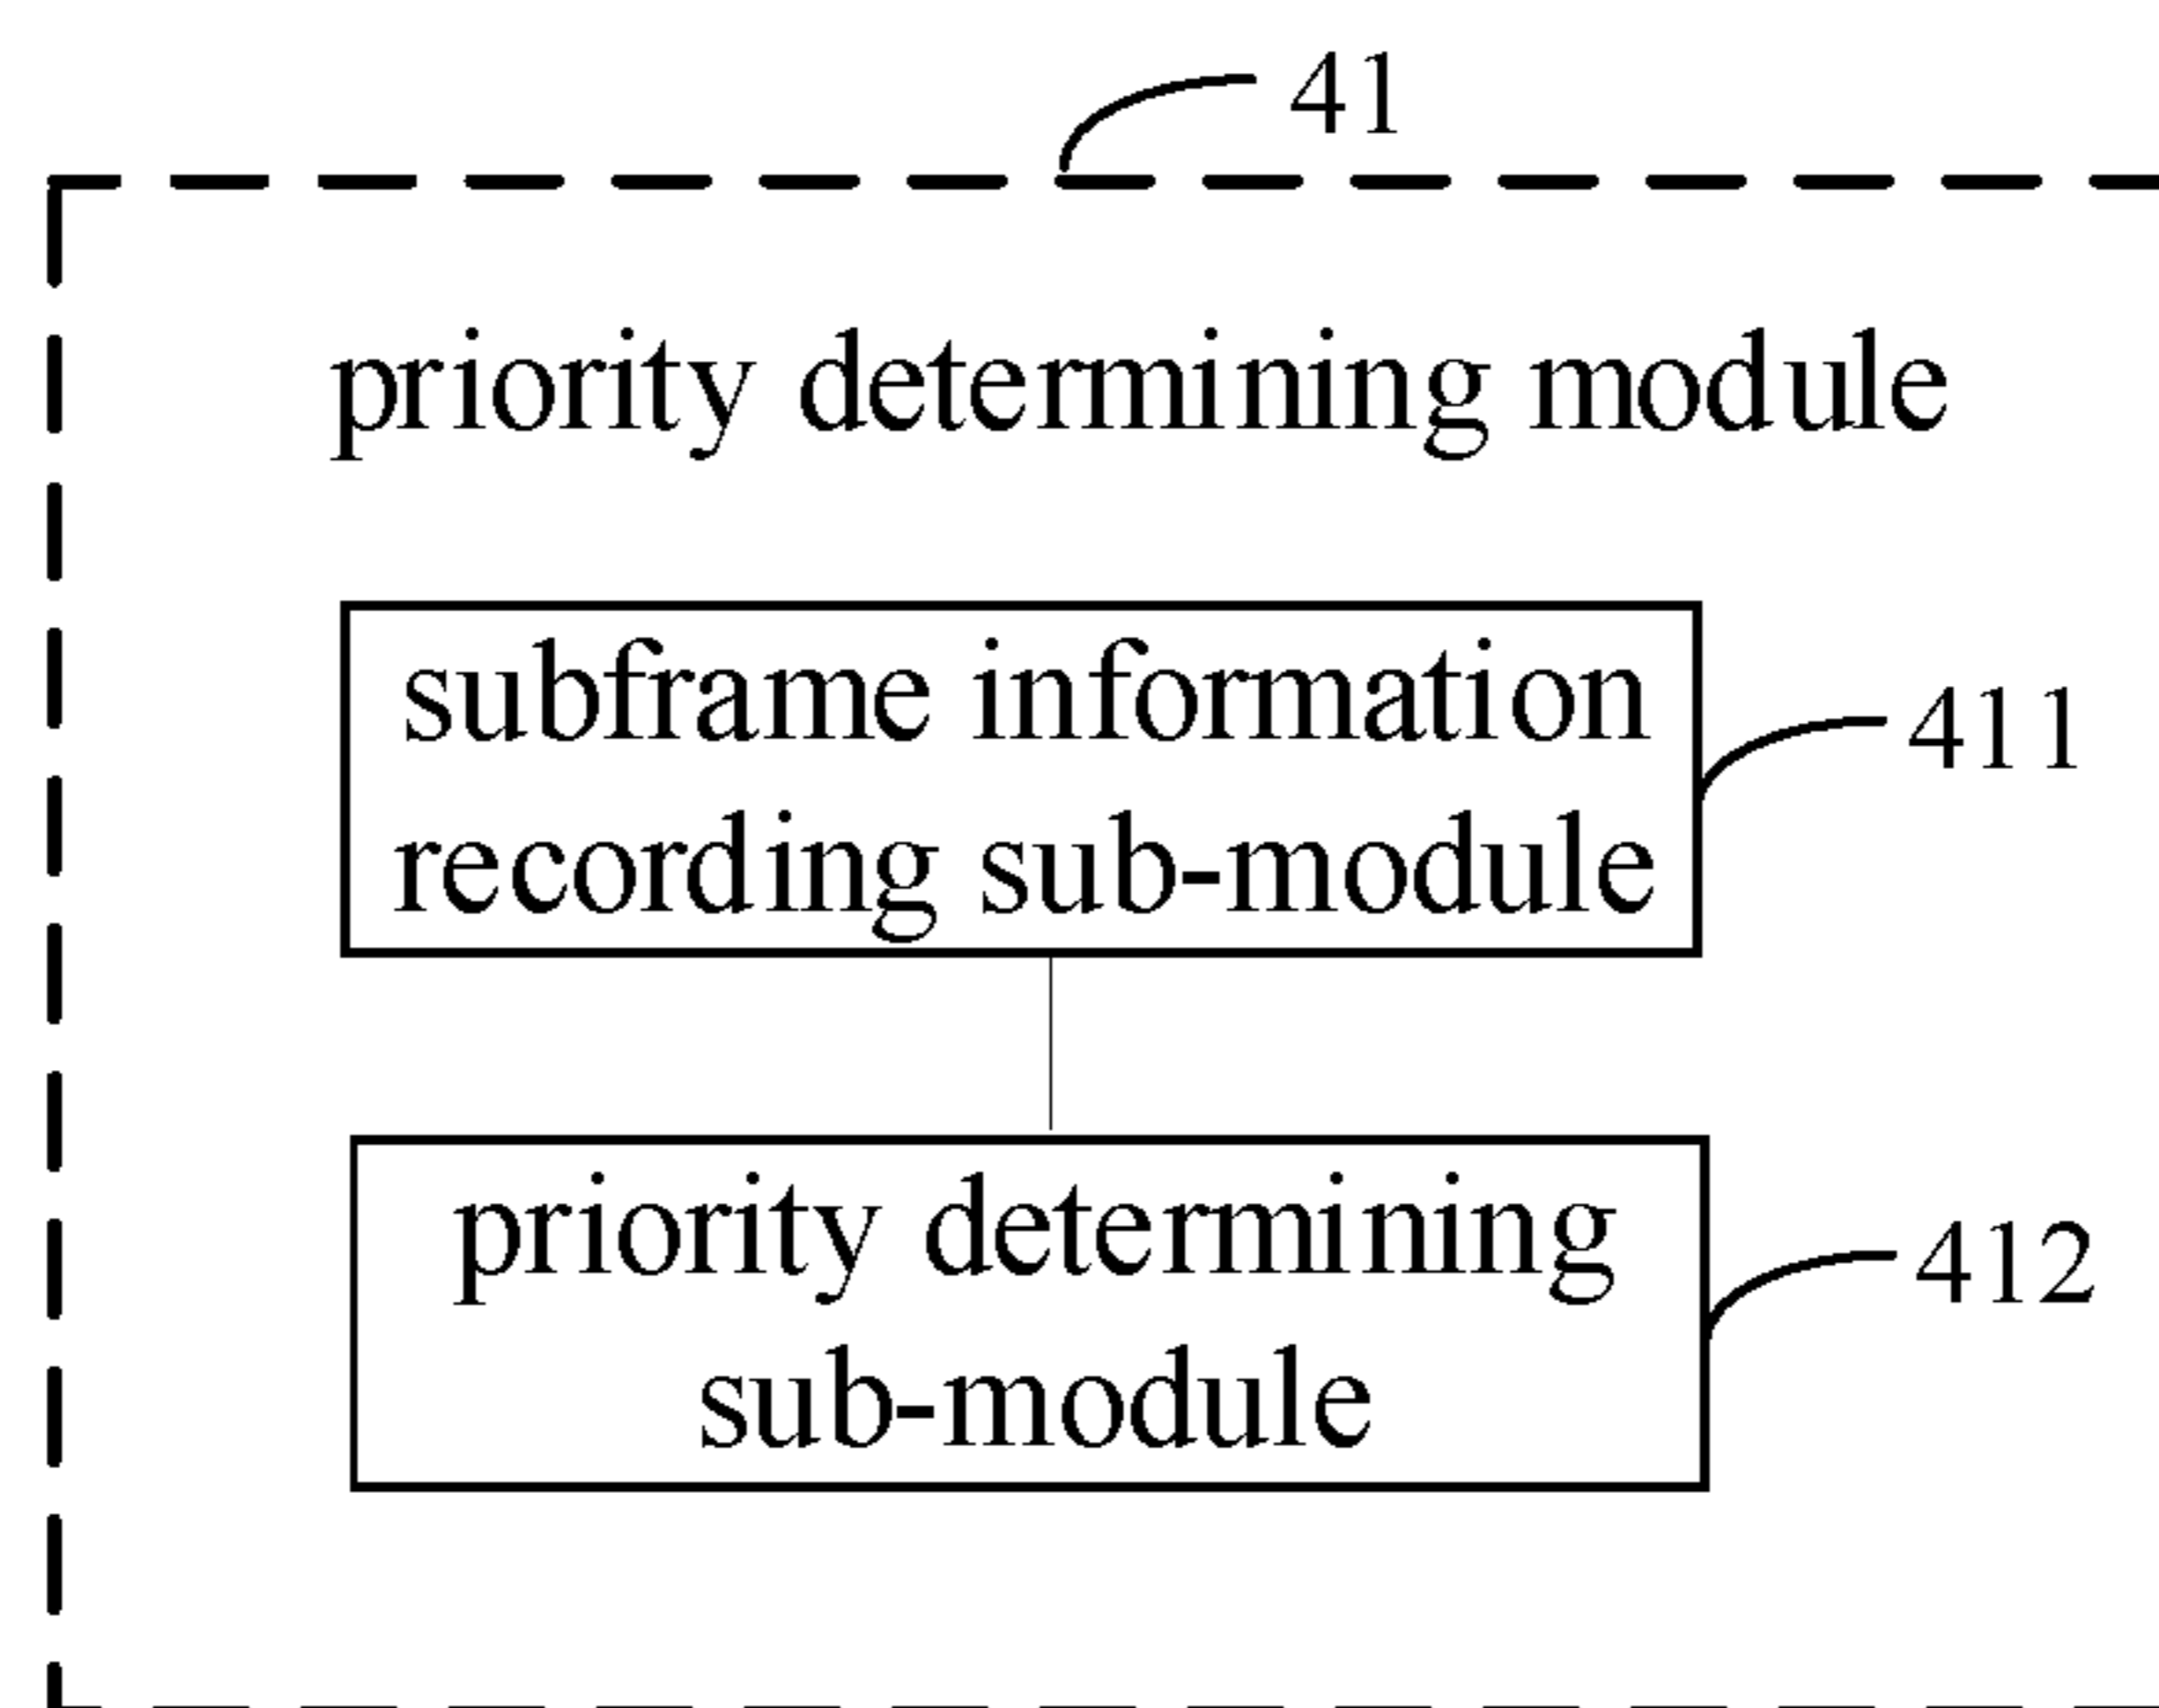 41
priority determining module
subframe information
recording sub-module
411
priority determining
sub-module
412